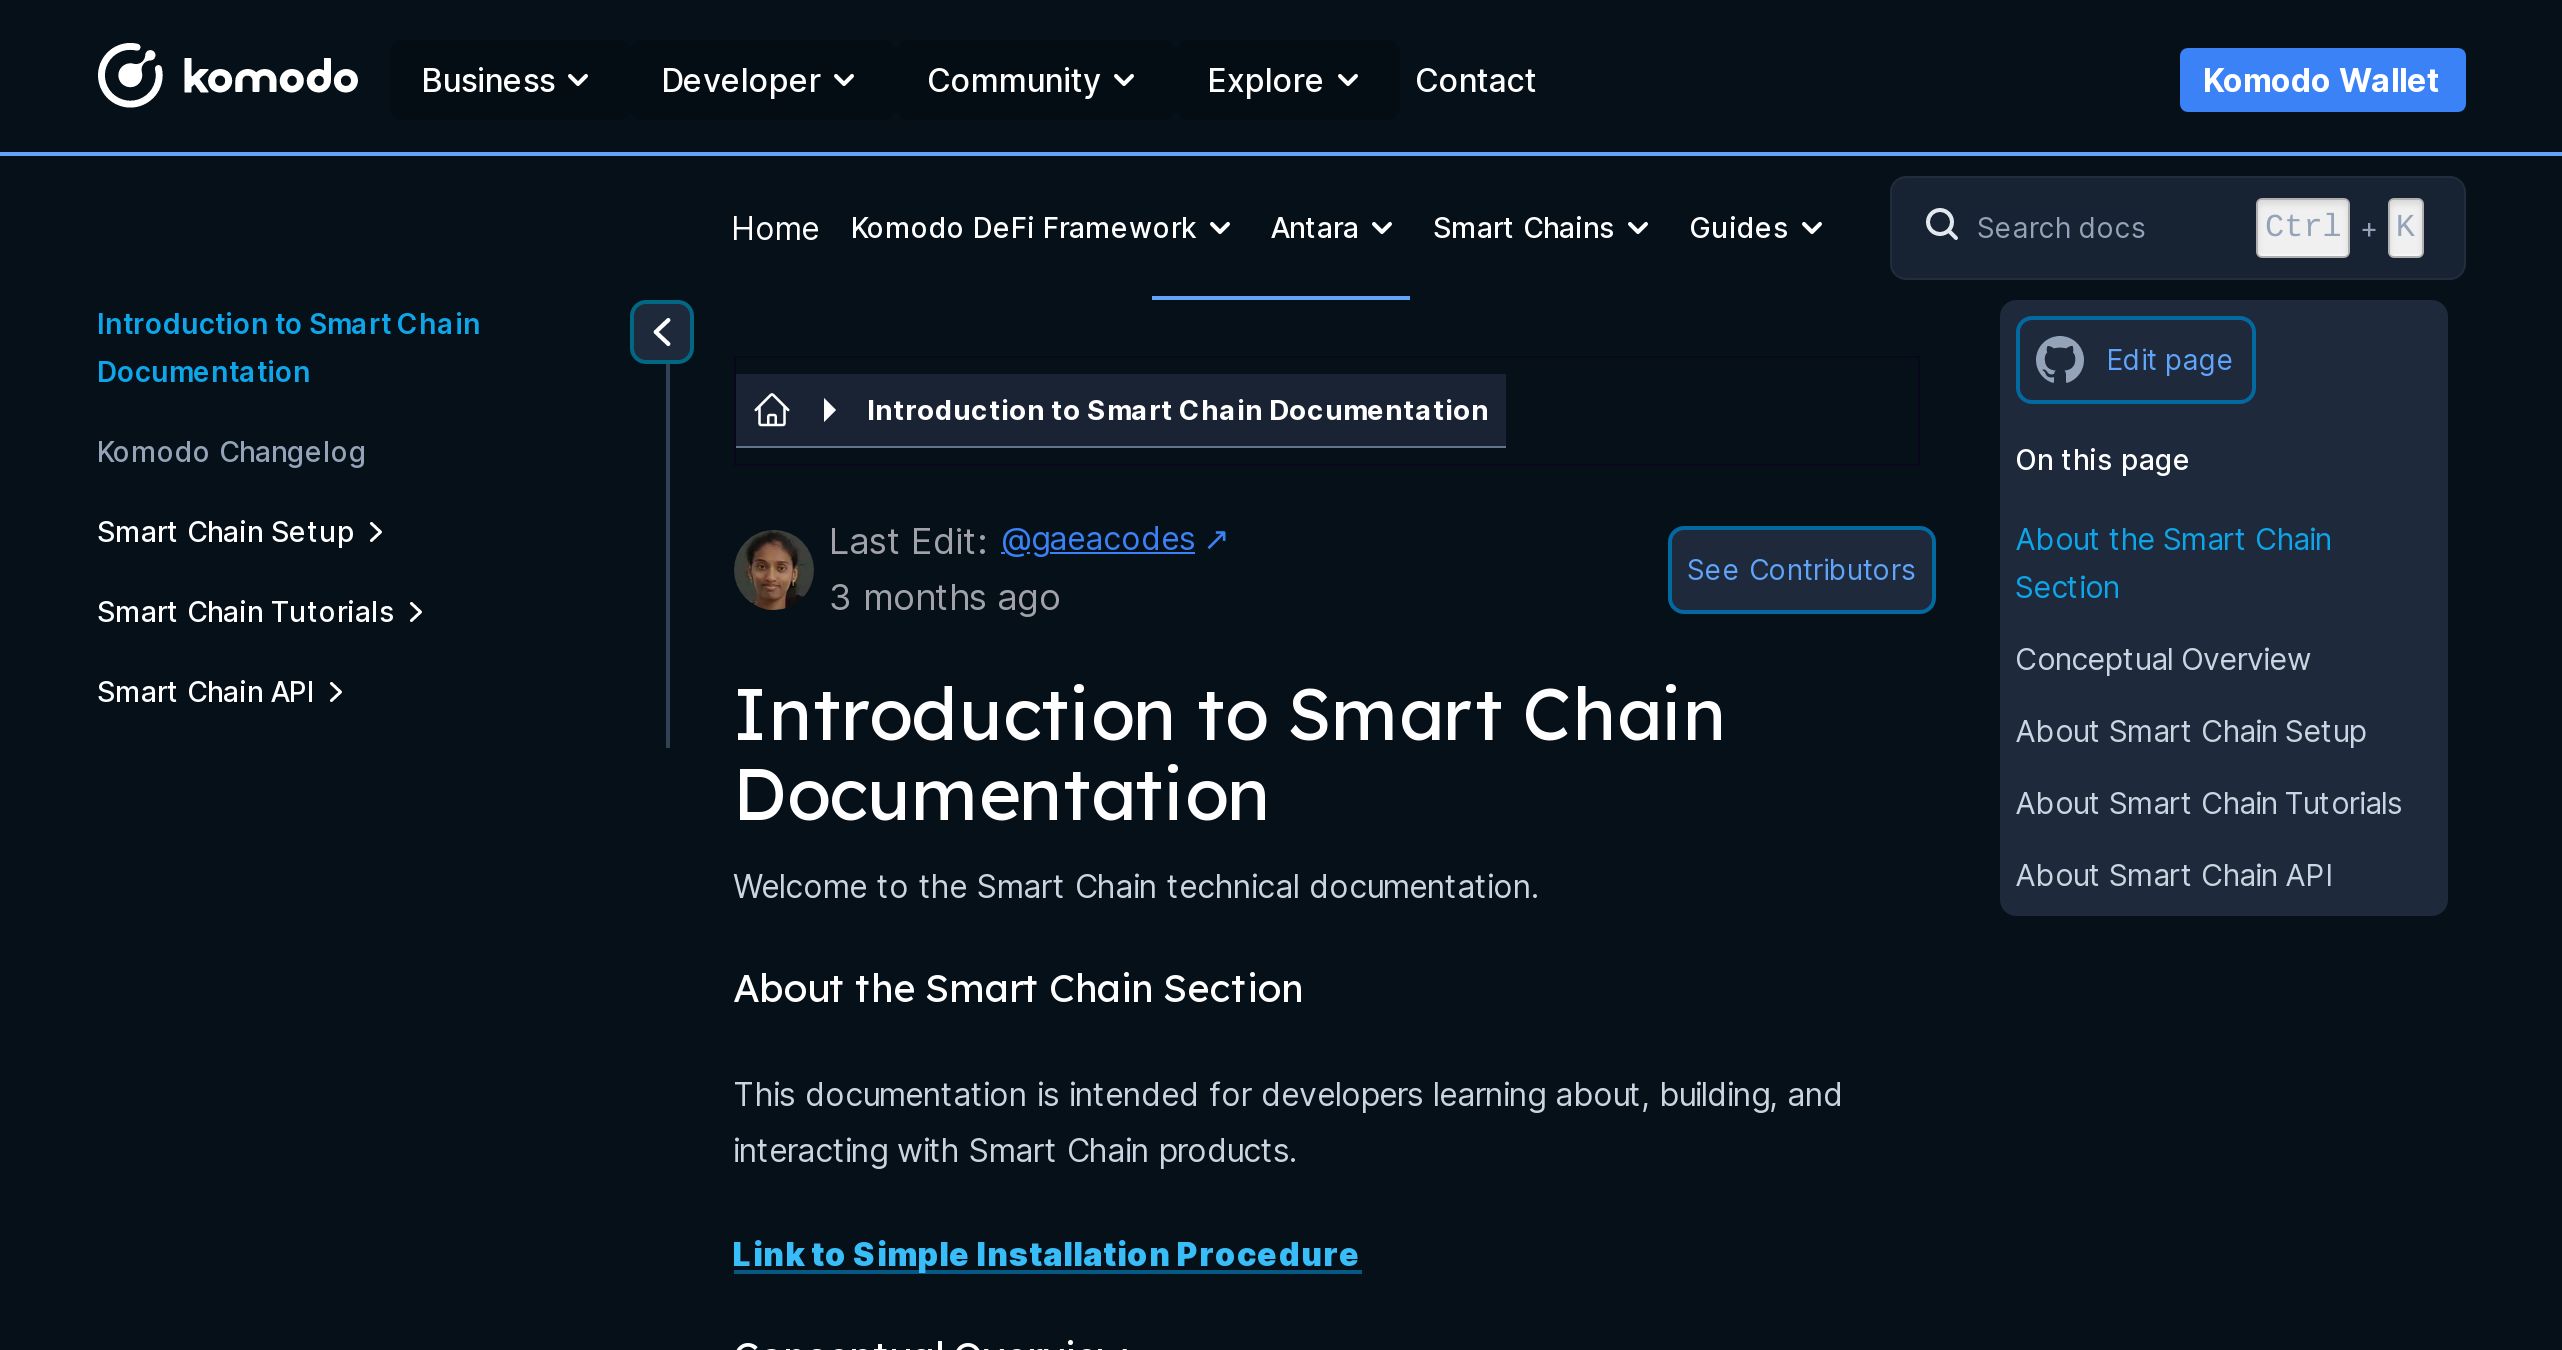 komodo
Business
Developer
Community
Explore
Contact
Komodo Wallet
Home
Komodo DeFi Framework
Antara
Smart Chains
Guides
Search docs
Ctrl + K
Introduction to Smart Chain
Documentation
Komodo Changelog
Smart Chain Setup
Smart Chain Tutorials
Smart Chain API
Introduction to Smart Chain Documentation
Last Edit: @gaeacodes ↗
3 months ago
See Contributors
Introduction to Smart Chain
Documentation
Welcome to the Smart Chain technical documentation.
About the Smart Chain Section
This documentation is intended for developers learning about, building, and
interacting with Smart Chain products.
Link to Simple Installation Procedure
Conceptual Overview
Edit page
On this page
About the Smart Chain
Section
Conceptual Overview
About Smart Chain Setup
About Smart Chain Tutorials
About Smart Chain API